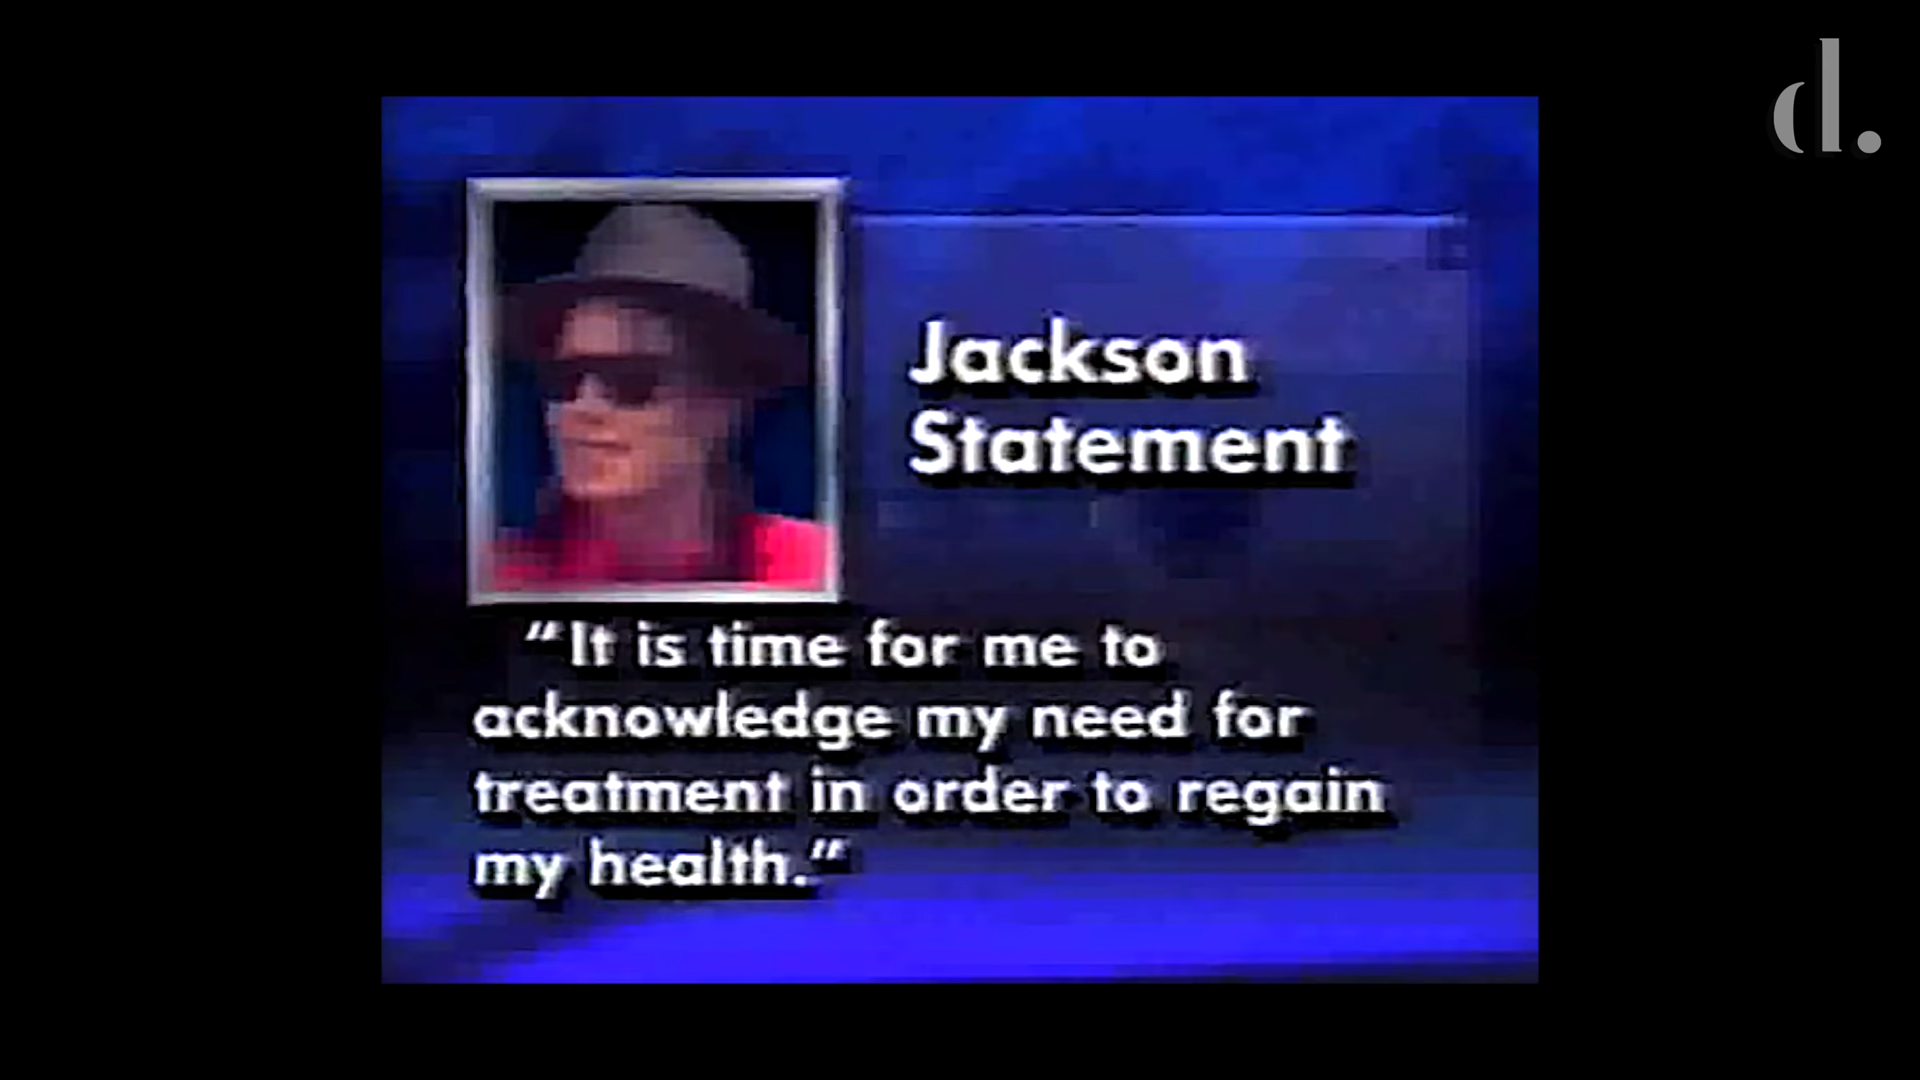 d.
Jackson
Statement
“It is time for me to
acknowledge my need for
treatment in order to regain
my health.”